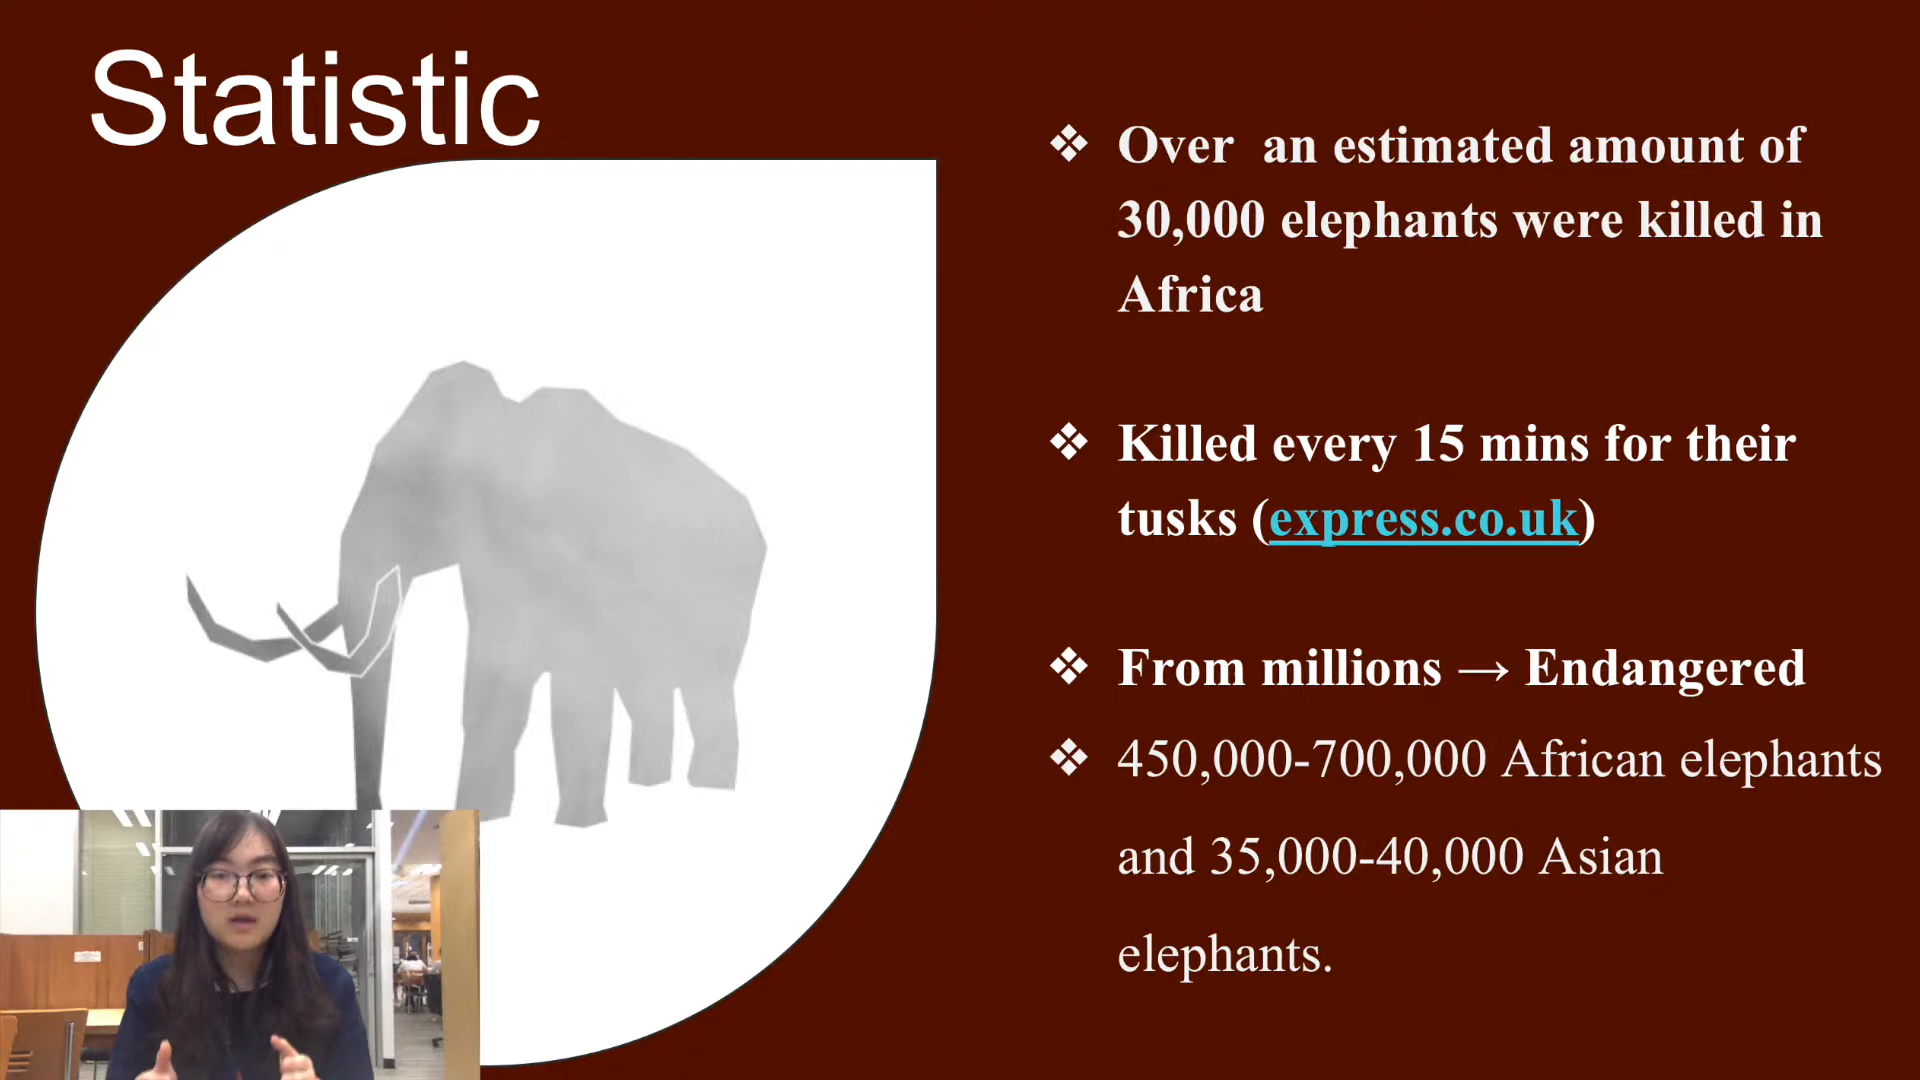 Statistic
❖ Over  an estimated amount of
30,000 elephants were killed in
Africa
❖ Killed every 15 mins for their
tusks (express.co.uk)
❖ From millions → Endangered
❖ 450,000-700,000 African elephants
and 35,000-40,000 Asian
elephants.